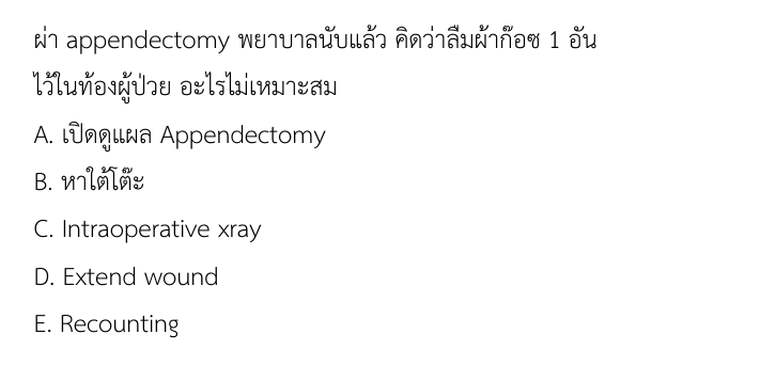 ผ่า appendectomy พยาบาลนับแล้ว คิดว่าลืมผ้าก๊อซ 1 อัน
ไว้ในท้องผู้ป่วย อะไรไม่เหมาะสม
A. เปิดดูแผล Appendectomy
B. หาใต้โต๊ะ
C. Intraoperative xray
D. Extend wound
E. Recounting